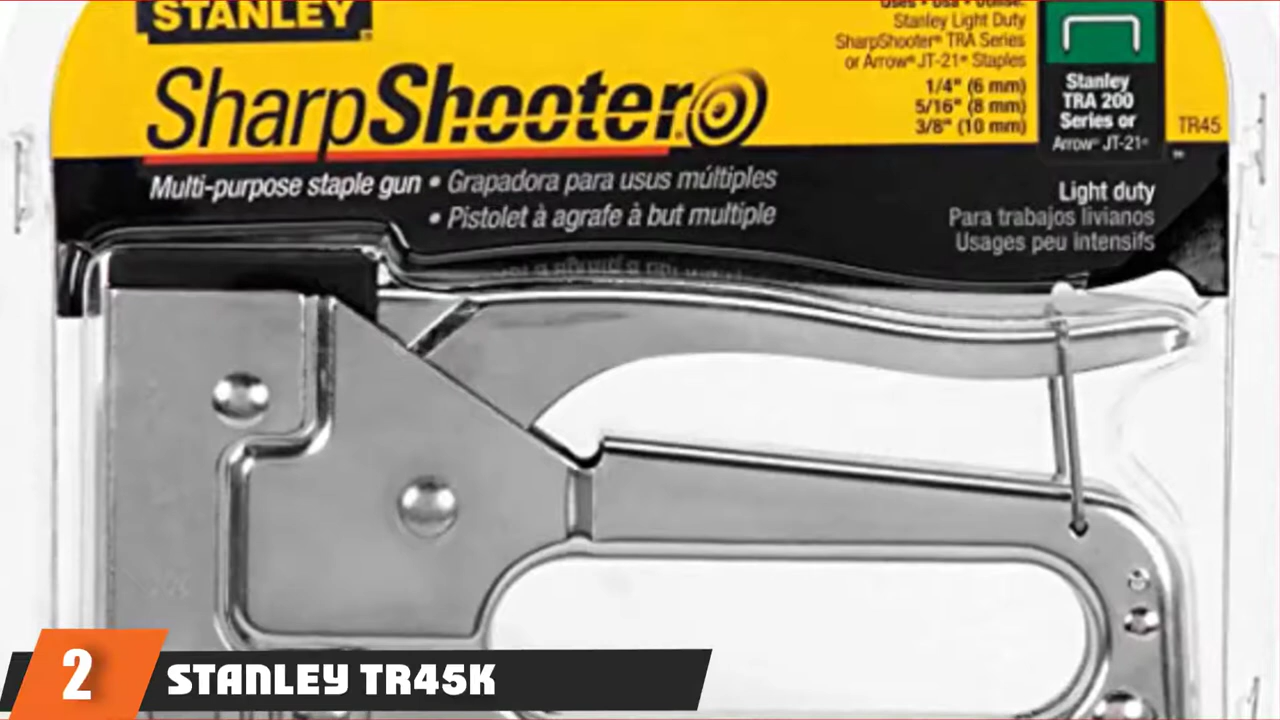 STANLEY
SharpShooter
Multi-purpose staple gun • Grapadora para usus múltiples
• Pistolet à agrafe à but multiple
Uses • Usa • Utilise:
Stanley Light Duty
SharpShooter® TRA Series
or Arrow® JT-21® Staples
1/4" (6 mm)
5/16" (8 mm)
3/8" (10 mm)
Stanley
TRA 200
Series or
Arrow® JT-21®
TR45
Light duty
Para trabajos livianos
Usages peu intensifs
2
STANLEY TR45K